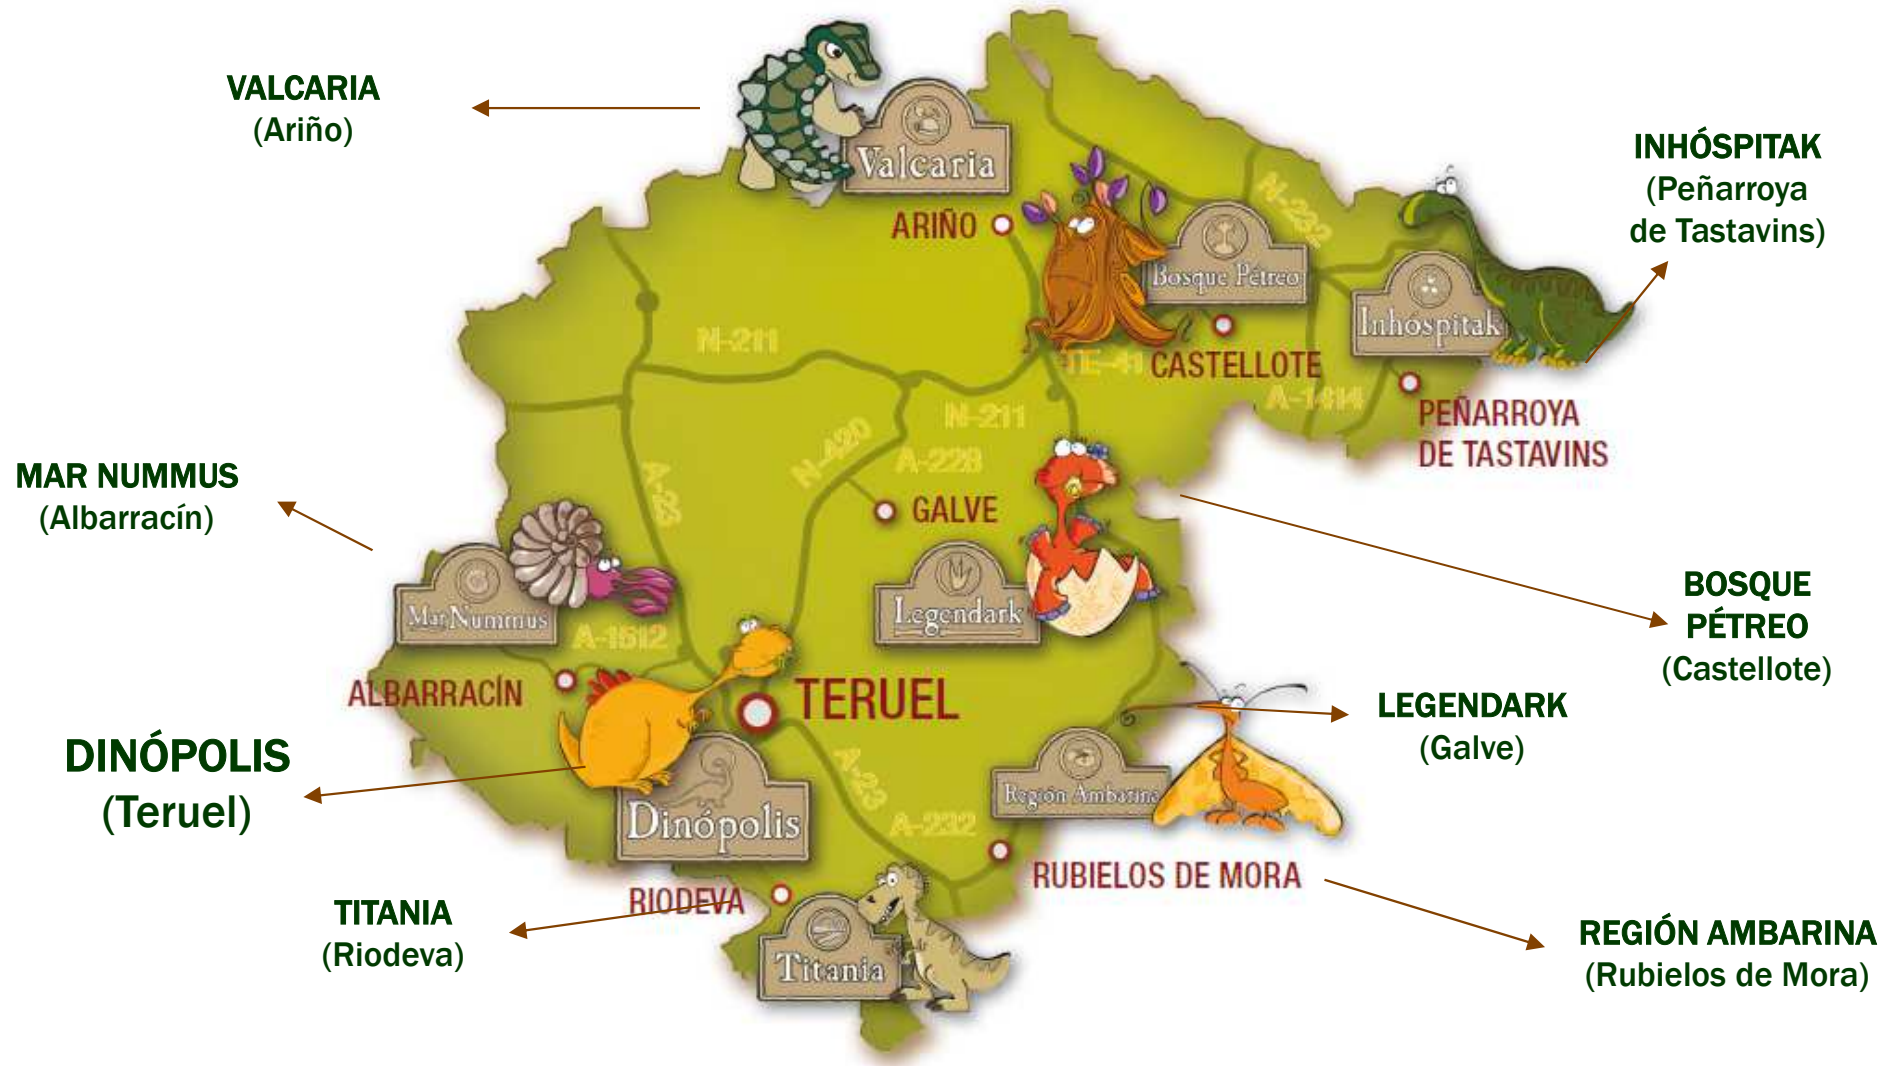 VALCARIA
(Ariño)
Valcaria
INHÓSPITAK
(Peñarroya
de Tastavins)
ARIÑO
N-232
Bosque Pétreo
Inhóspitak
N-211
TE-41
CASTELLOTE
A-1414
PEÑARROYA
DE TASTAVINS
N-211
N-420
A-228
MAR NUMMUS
(Albarracín)
A-23
GALVE
Mar Nummus
Legendark
BOSQUE
PÉTREO
(Castellote)
A-1512
ALBARRACÍN
TERUEL
LEGENDARK
(Galve)
DINÓPOLIS
(Teruel)
Región Ambarina
A-23
Dinópolis
A-232
RUBIELOS DE MORA
RIODEVA
TITANIA
(Riodeva)
Titania
REGIÓN AMBARINA
(Rubielos de Mora)